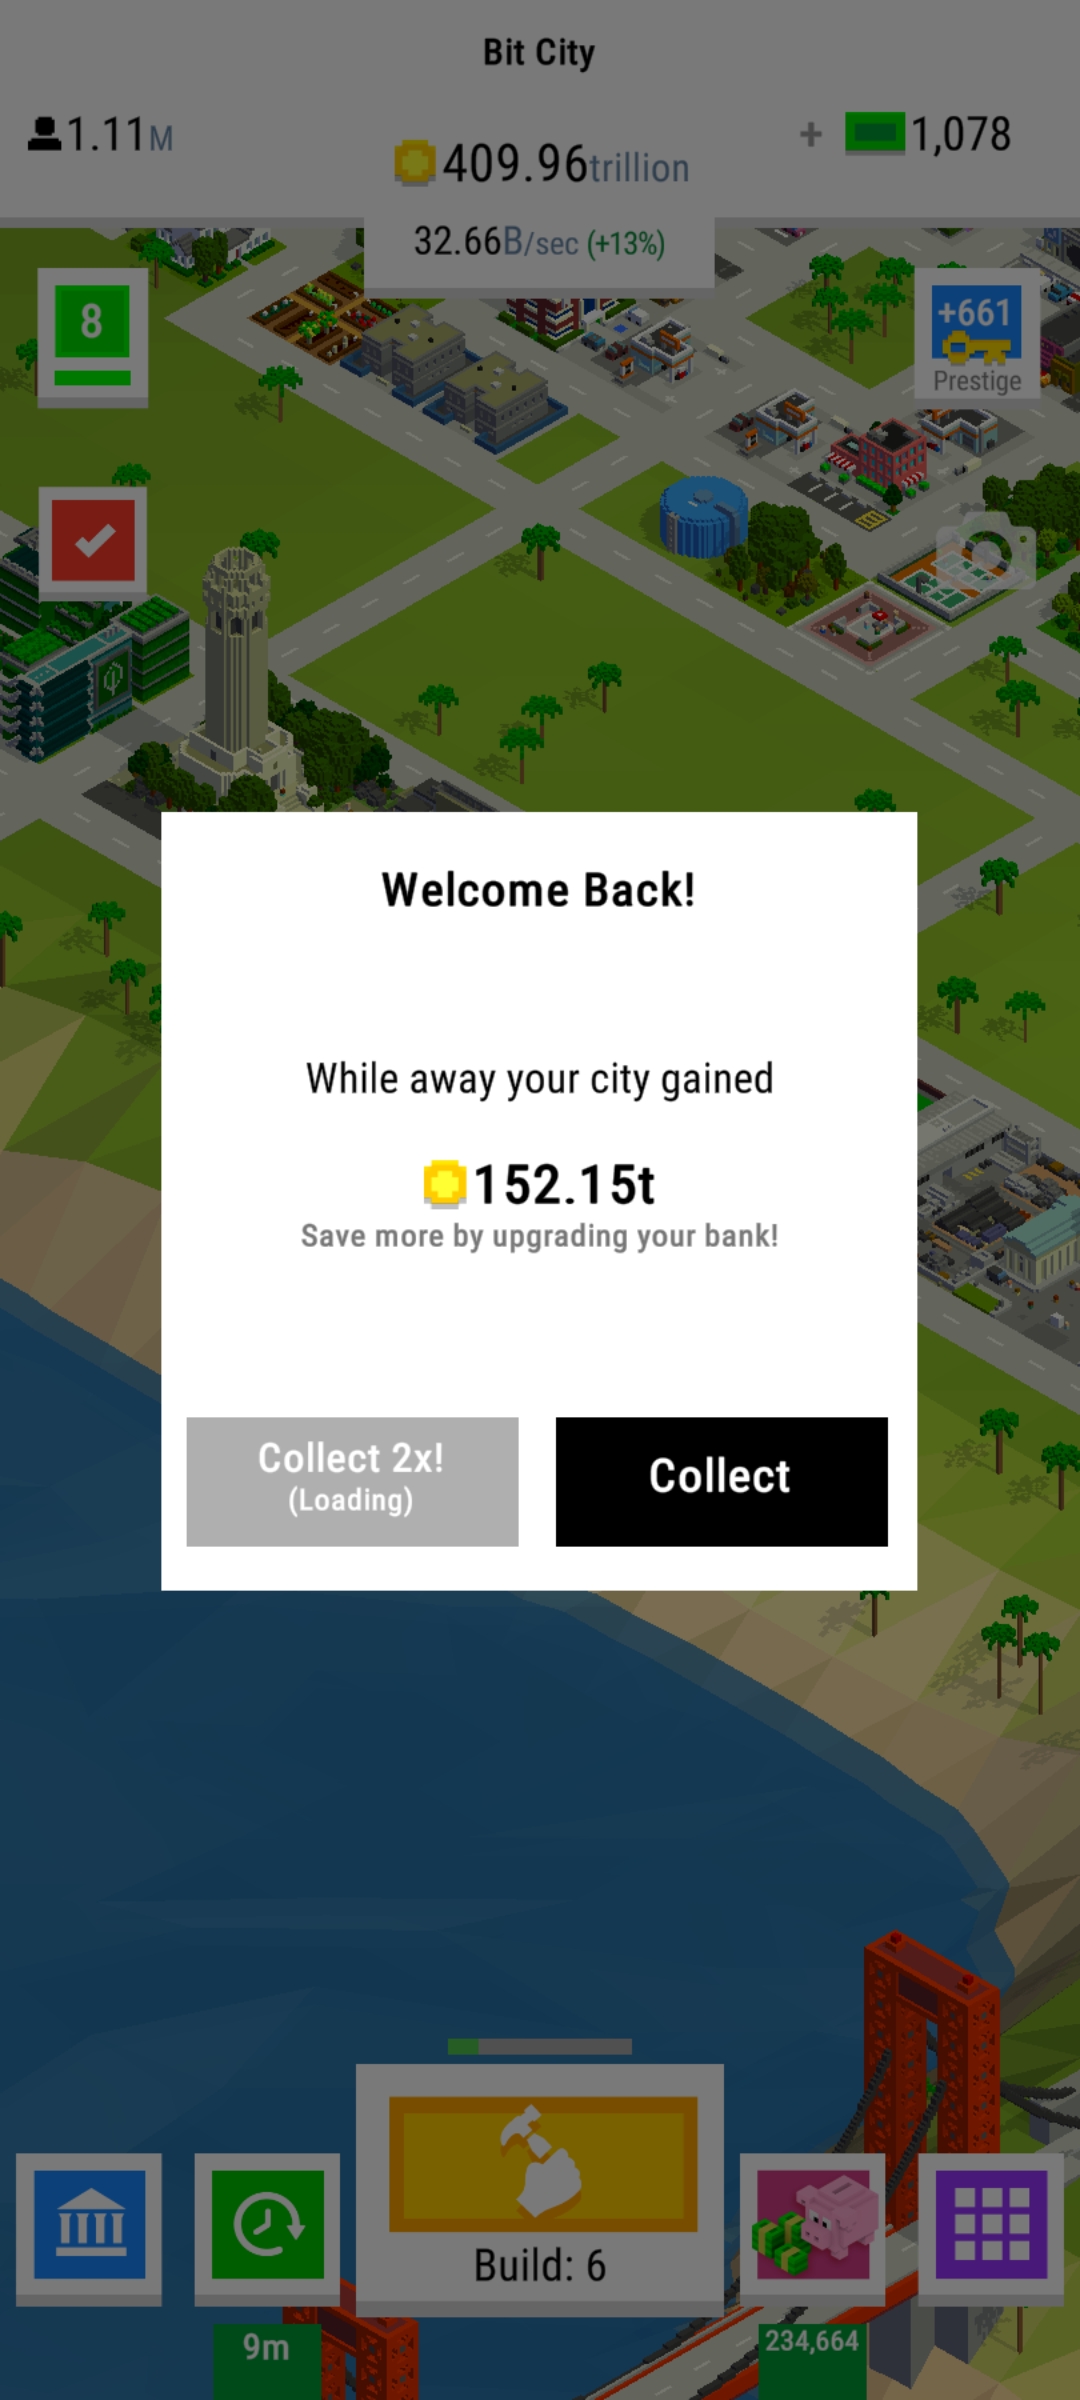 Bit City
1.11M
409.96trillion
+ 1,078
32.66B/sec (+13%)
8
+661
Prestige
Welcome Back!
While away your city gained
152.15t
Save more by upgrading your bank!
Collect 2x!
(Loading)
Collect
Build: 6
9m
234,664